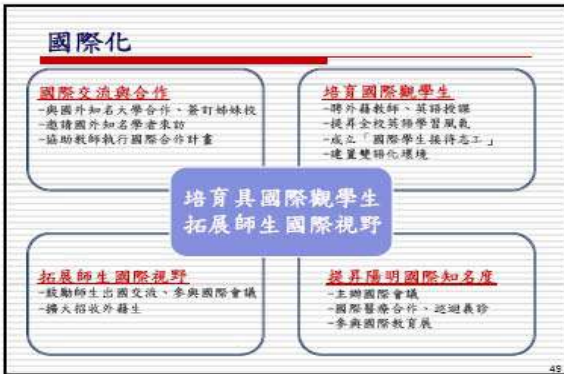 國際化
國際交流與合作
-與國外知名大學合作、簽訂姊妹校
-邀請國外知名學者來訪
-協助教師執行國際合作計畫
培育國際觀學生
-聘外籍教師、英語授課
-提昇全校英語學習風氣
-成立「國際學生接待志工」
-建置雙語化環境
培育具國際觀學生
拓展師生國際視野
拓展師生國際視野
-鼓勵師生出國交流、參與國際會議
-擴大招收外籍生
提昇陽明國際知名度
-主辦國際會議
-國際醫療合作、巡迴義診
-參與國際教育展
49